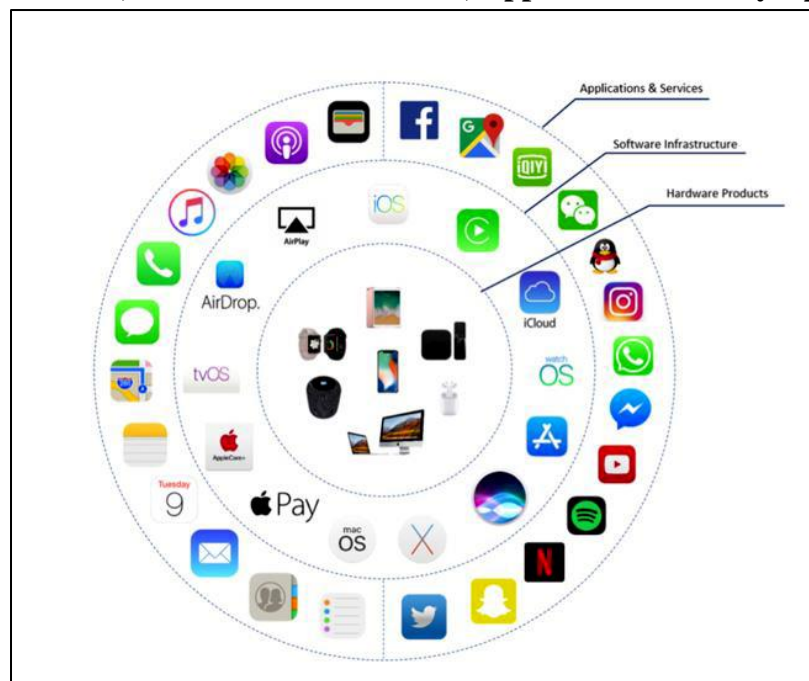 Applications & Services
Software Infrastructure
Hardware Products
f
G
iQIYI
iOS
AirPlay
AirDrop.
iCloud
tvOS
watch
OS
AppleCare+
Tuesday
9
Pay
mac
OS
X
N